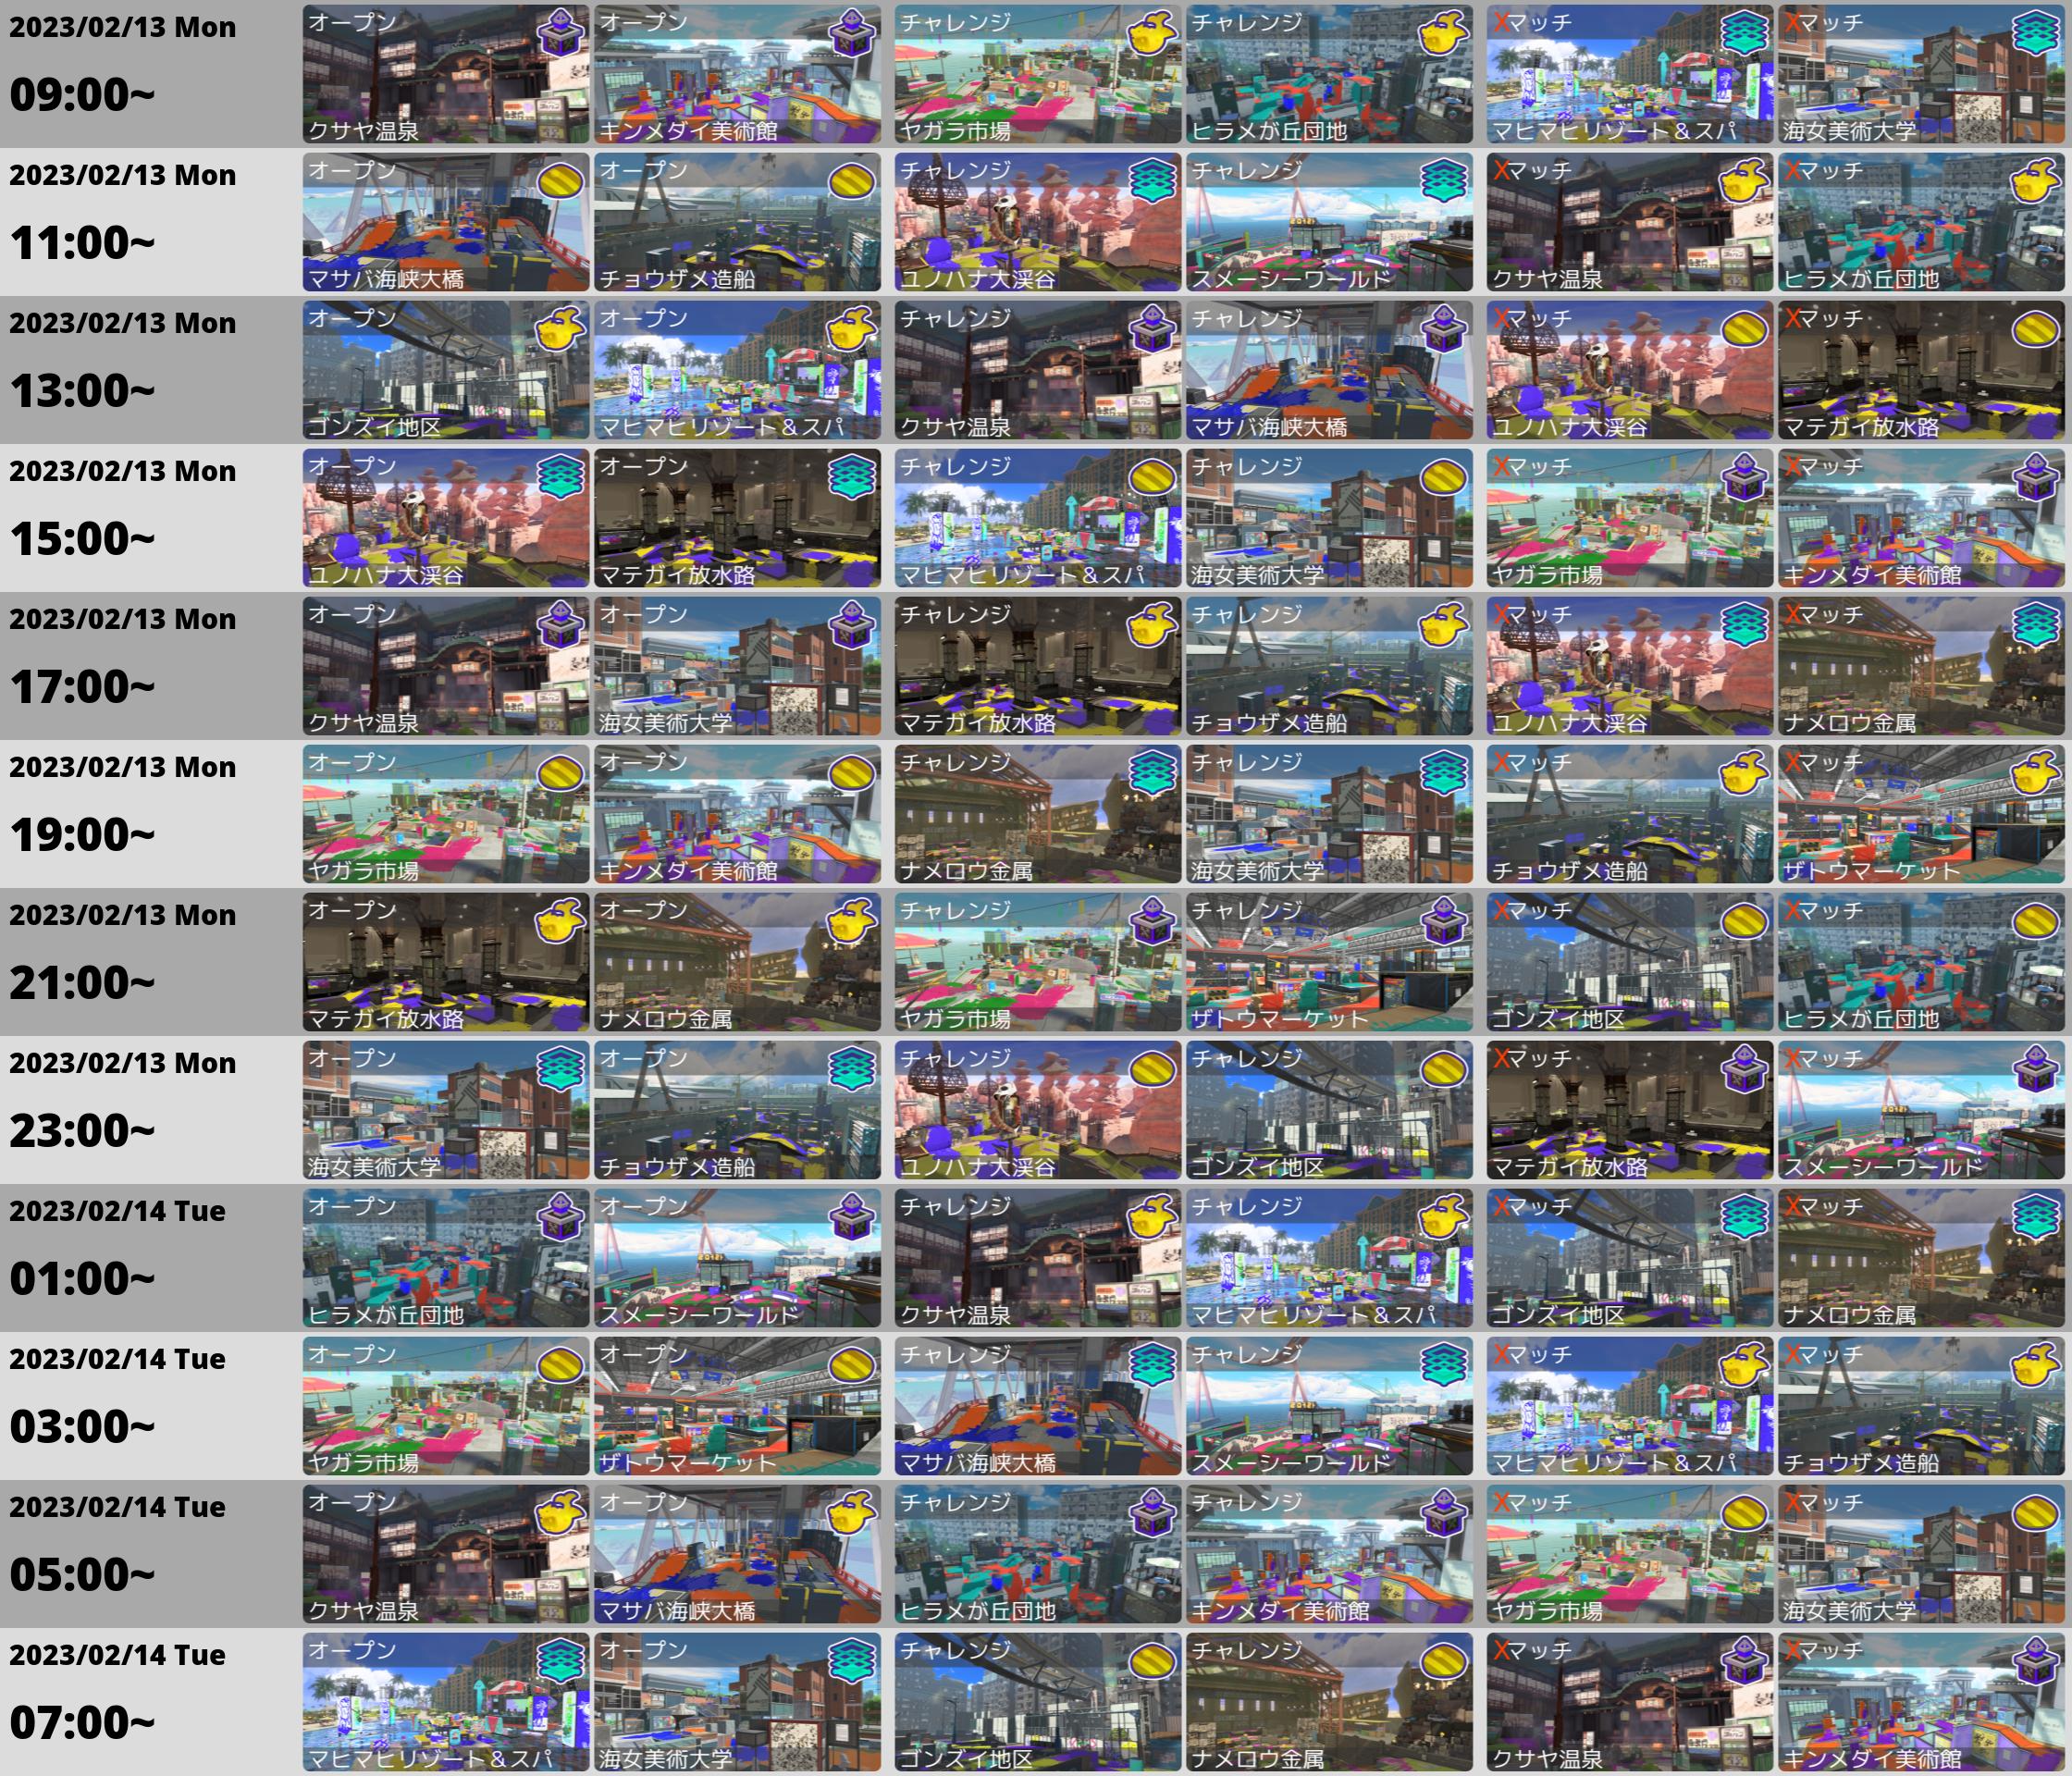 2023/02/13 Mon
09:00~
オープン オープン チャレンジ チャレンジ Xマッチ Xマッチ
クサヤ温泉 キンメダイ美術館 ヤガラ市場 ヒラメが丘団地 マヒマヒリゾート&スパ 海女美術大学
2023/02/13 Mon
11:00~
オープン オープン チャレンジ チャレンジ Xマッチ Xマッチ
マサバ海峡大橋 チョウザメ造船 ユノハナ大渓谷 スメーシーワールド クサヤ温泉 ヒラメが丘団地
2023/02/13 Mon
13:00~
オープン オープン チャレンジ チャレンジ Xマッチ Xマッチ
ゴンズイ地区 マヒマヒリゾート&スパ クサヤ温泉 マサバ海峡大橋 ユノハナ大渓谷 マテガイ放水路
2023/02/13 Mon
15:00~
オープン オープン チャレンジ チャレンジ Xマッチ Xマッチ
ユノハナ大渓谷 マテガイ放水路 マヒマヒリゾート&スパ 海女美術大学 ヤガラ市場 キンメダイ美術館
2023/02/13 Mon
17:00~
オープン オープン チャレンジ チャレンジ Xマッチ Xマッチ
クサヤ温泉 海女美術大学 マテガイ放水路 チョウザメ造船 ユノハナ大渓谷 ナメロウ金属
2023/02/13 Mon
19:00~
オープン オープン チャレンジ チャレンジ Xマッチ Xマッチ
ヤガラ市場 キンメダイ美術館 ナメロウ金属 海女美術大学 チョウザメ造船 ザトウマーケット
2023/02/13 Mon
21:00~
オープン オープン チャレンジ チャレンジ Xマッチ Xマッチ
マテガイ放水路 ナメロウ金属 ヤガラ市場 ザトウマーケット ゴンズイ地区 ヒラメが丘団地
2023/02/13 Mon
23:00~
オープン オープン チャレンジ チャレンジ Xマッチ Xマッチ
海女美術大学 チョウザメ造船 ユノハナ大渓谷 ゴンズイ地区 マテガイ放水路 スメーシーワールド
2023/02/14 Tue
01:00~
オープン オープン チャレンジ チャレンジ Xマッチ Xマッチ
ヒラメが丘団地 スメーシーワールド クサヤ温泉 マヒマヒリゾート&スパ ゴンズイ地区 ナメロウ金属
2023/02/14 Tue
03:00~
オープン オープン チャレンジ チャレンジ Xマッチ Xマッチ
ヤガラ市場 ザトウマーケット マサバ海峡大橋 スメーシーワールド マヒマヒリゾート&スパ チョウザメ造船
2023/02/14 Tue
05:00~
オープン オープン チャレンジ チャレンジ Xマッチ Xマッチ
クサヤ温泉 マサバ海峡大橋 ヒラメが丘団地 キンメダイ美術館 ヤガラ市場 海女美術大学
2023/02/14 Tue
07:00~
オープン オープン チャレンジ チャレンジ Xマッチ Xマッチ
マヒマヒリゾート&スパ 海女美術大学 ゴンズイ地区 ナメロウ金属 クサヤ温泉 キンメダイ美術館